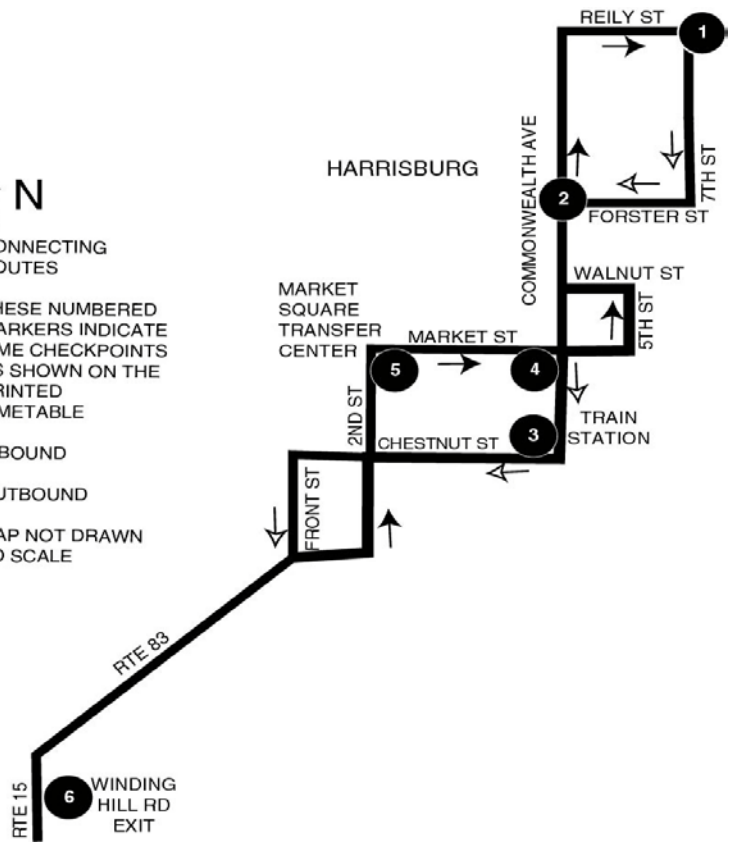 REILY ST
1
COMMONWEALTH AVE
7TH ST
HARRISBURG
2
FORSTER ST
N
ONNECTING
OUTES
HESE NUMBERED
ARKERS INDICATE
ME CHECKPOINTS
S SHOWN ON THE
RINTED
METABLE
BOUND
UTBOUND
AP NOT DRAWN
O SCALE
WALNUT ST
5TH ST
MARKET
SQUARE
TRANSFER
CENTER
MARKET ST
5
4
2ND ST
CHESTNUT ST
3
TRAIN
STATION
FRONT ST
RTE 83
RTE 15
6
WINDING
HILL RD
EXIT